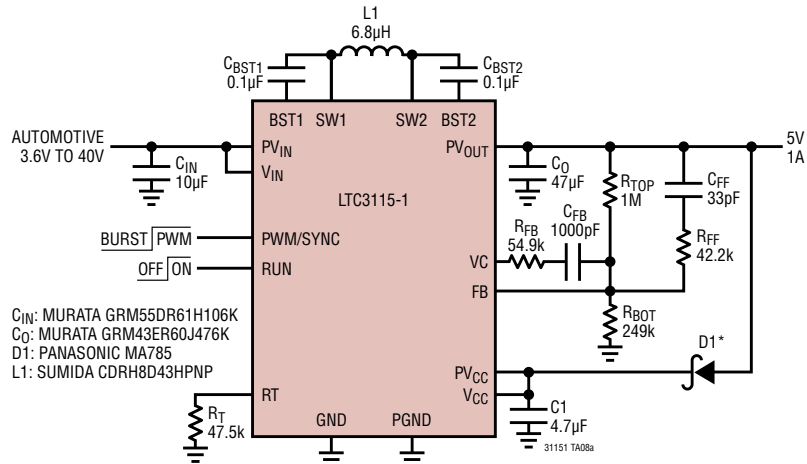 L1
6.8µH
CBST1
0.1µF
CBST2
0.1µF
BST1 SW1 SW2 BST2
AUTOMOTIVE
3.6V TO 40V
PVIN
VIN
CIN
10µF
LTC3115-1
PVOUT
5V
1A
CO
47µF
RTOP
1M
CFF
33pF
RFB
54.9k
CFB
1000pF
RFF
42.2k
BURST PWM
PWM/SYNC
OFF ON
RUN
VC
FB
RBOT
249k
CIN: MURATA GRM55DR61H106K
CO: MURATA GRM43ER60J476K
D1: PANASONIC MA785
L1: SUMIDA CDRH8D43HPNP
D1*
PVCC
VCC
RT
RT
47.5k
GND PGND
C1
4.7µF
31151 TA08a